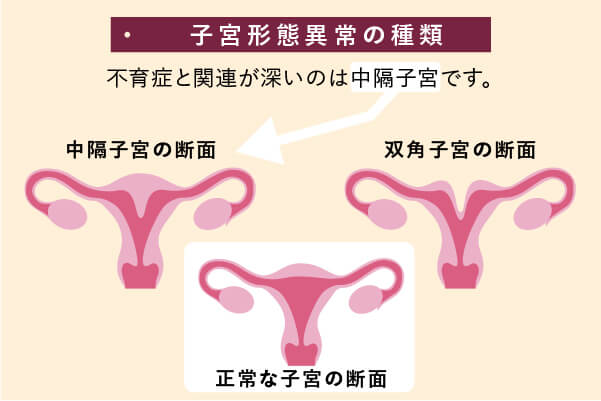 ・ 子宮形態異常の種類
不育症と関連が深いのは中隔子宮です。
中隔子宮の断面
双角子宮の断面
正常な子宮の断面